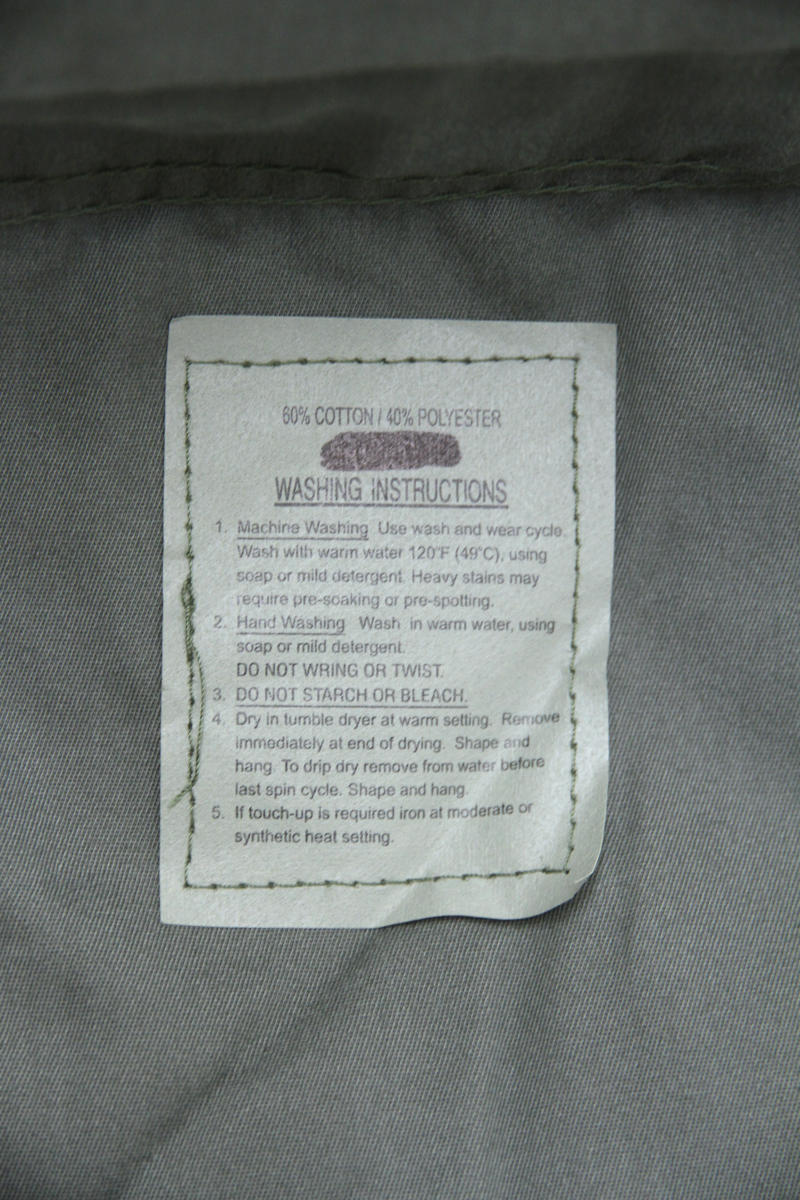 60% COTTON / 40% POLYESTER
WASHING INSTRUCTIONS
1. Machine Washing Use wash and wear cycle.
Wash with warm water 120°F (49°C), using
soap or mild detergent. Heavy stains may
require pre-soaking or pre-spotting.
2. Hand Washing Wash in warm water, using
soap or mild detergent.
DO NOT WRING OR TWIST.
3. DO NOT STARCH OR BLEACH.
4. Dry in tumble dryer at warm setting. Remove
immediately at end of drying. Shape and
hang. To drip dry remove from water before
last spin cycle. Shape and hang.
5. If touch-up is required iron at moderate or
synthetic heat setting.